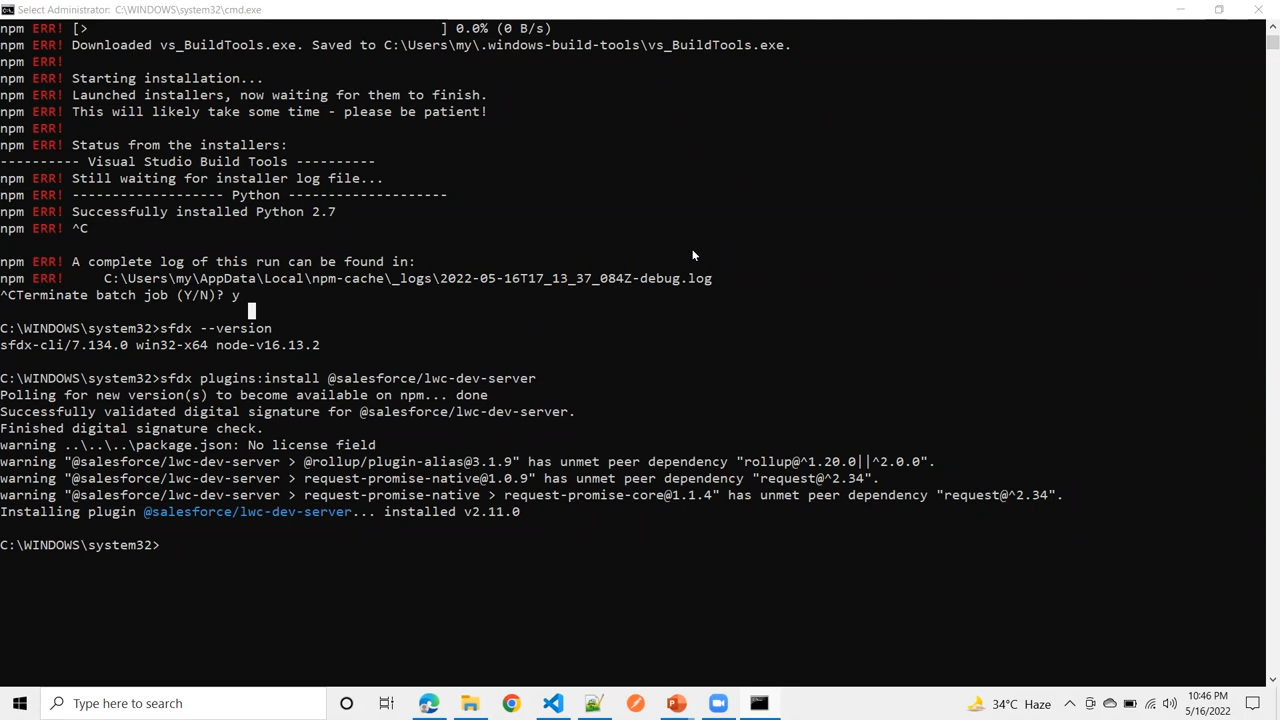 Select Administrator: C:\WINDOWS\system32\cmd.exe
npm ERR! [>                                             ] 0.0% (0 B/s)
npm ERR! Downloaded vs_BuildTools.exe. Saved to C:\Users\my\.windows-build-tools\vs_BuildTools.exe.
npm ERR!
npm ERR! Starting installation...
npm ERR! Launched installers, now waiting for them to finish.
npm ERR! This will likely take some time - please be patient!
npm ERR!
npm ERR! Status from the installers:
---------- Visual Studio Build Tools ----------
npm ERR! Still waiting for installer log file...
npm ERR! ------------------- Python --------------------
npm ERR! Successfully installed Python 2.7
npm ERR! ^C
npm ERR! A complete log of this run can be found in:
npm ERR!     C:\Users\my\AppData\Local\npm-cache\_logs\2022-05-16T17_13_37_084Z-debug.log
^CTerminate batch job (Y/N)? y
C:\WINDOWS\system32>sfdx --version
sfdx-cli/7.134.0 win32-x64 node-v16.13.2
C:\WINDOWS\system32>sfdx plugins:install @salesforce/lwc-dev-server
Polling for new version(s) to become available on npm... done
Successfully validated digital signature for @salesforce/lwc-dev-server.
Finished digital signature check.
warning ..\..\..\package.json: No license field
warning "@salesforce/lwc-dev-server > @rollup/plugin-alias@3.1.9" has unmet peer dependency "rollup@^1.20.0||^2.0.0".
warning "@salesforce/lwc-dev-server > request-promise-native@1.0.9" has unmet peer dependency "request@^2.34".
warning "@salesforce/lwc-dev-server > request-promise-native > request-promise-core@1.1.4" has unmet peer dependency "request@^2.34".
Installing plugin @salesforce/lwc-dev-server... installed v2.11.0
C:\WINDOWS\system32>
Type here to search
34°C Haze
10:46 PM
5/16/2022